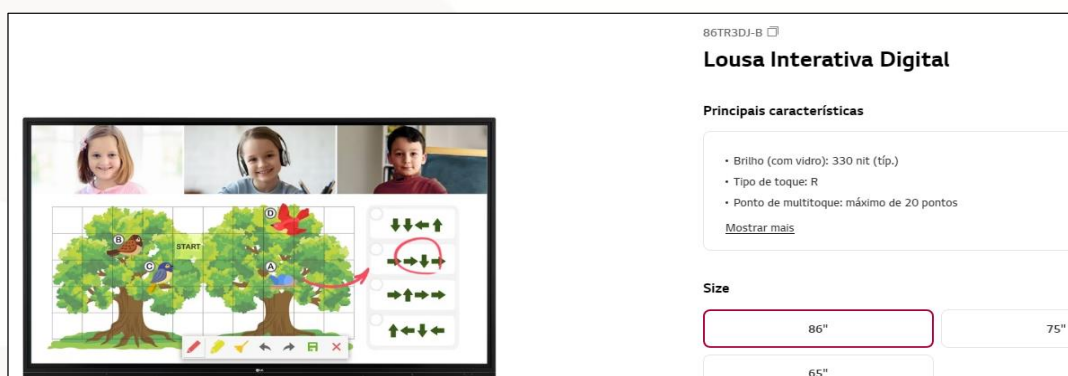 86TR3DJ-B
Lousa Interativa Digital
Principais características
• Brilho (com vidro): 330 nit (típ.)
• Tipo de toque: R
• Ponto de multitoque: máximo de 20 pontos
Mostrar mais
Size
86"
75"
65"
D
B
START
C
A